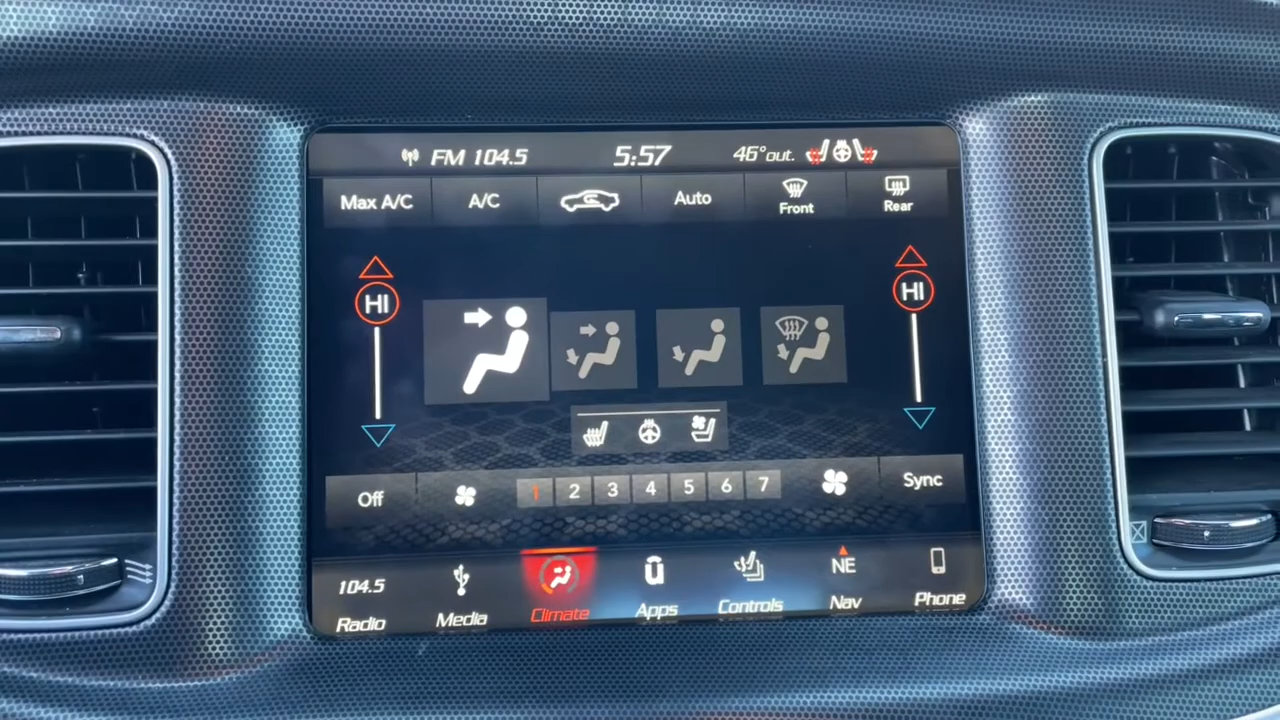 FM 104.5 5:57 46° out.
Max A/C A/C Auto Front Rear
HI HI
Off 1 2 3 4 5 6 7 Sync
104.5 NE
Radio Media Climate Apps Controls Nav Phone